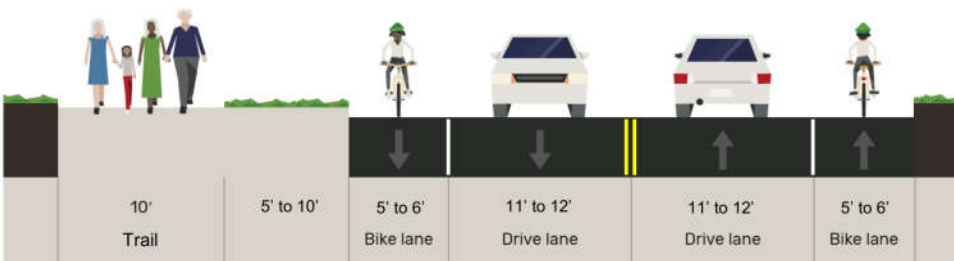 10'
Trail
5' to 10'
5' to 6'
Bike lane
11' to 12'
Drive lane
11' to 12'
Drive lane
5' to 6'
Bike lane